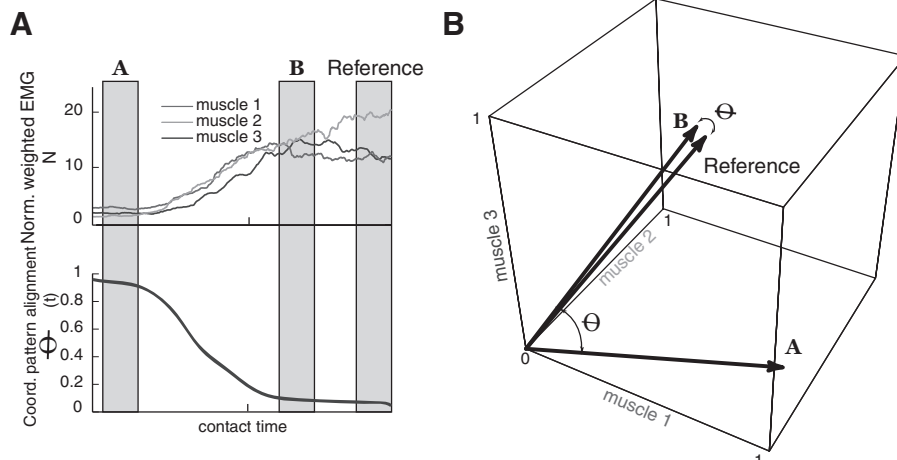 A
B
A
B
Reference
muscle 1
muscle 2
muscle 3
Norm. weighted EMG
N
20
10
0
Coord. pattern alignment
ϕ (t)
1
0.8
0.6
0.4
0.2
0
contact time
1
B
ϕ
Reference
muscle 3
muscle 2
1
ϕ
A
0
muscle 1
1